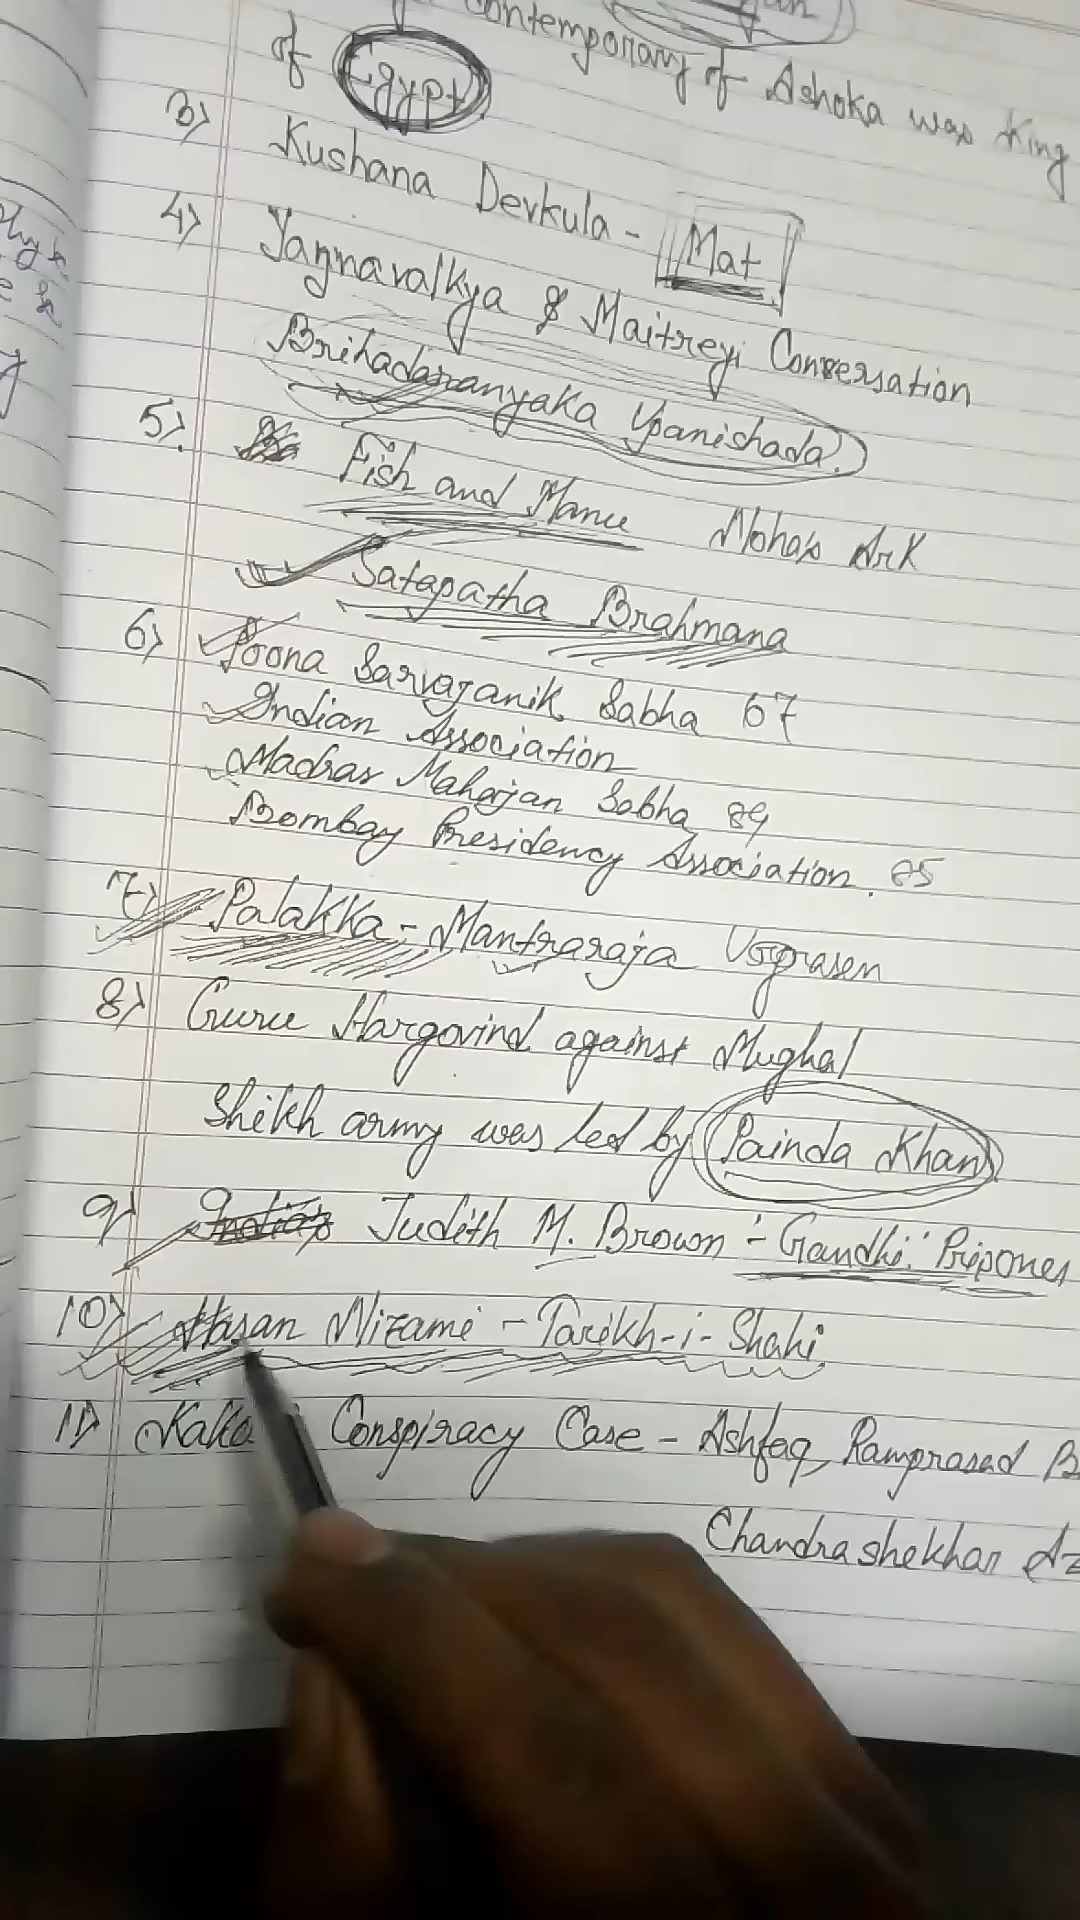 Contemporary of Ashoka was King
of Egypt
3) Kushana Devkula - Mat
4) Yagnavalkya & Maitreyi Conversation
Brihadaranyaka Upanishada.
5) Fish and Manu Noha's Ark
Satapatha Brahmana
6) Poona Sarvajanik Sabha 67
Indian Association
Madras Mahajan Sabha 84
Bombay Presidency Association. 85
7) Palakka - Mantraraja Uggrasen
8) Guru Hargovind against Mughal
Shikh army was led by Painda Khan
9) Judith M. Brown - Gandhi:
10) Hasan Nizami - Tarikh-i-Shahi
11) Conspiracy Case - Ashfaq, Ramprasad B
Chandrashekhar Az